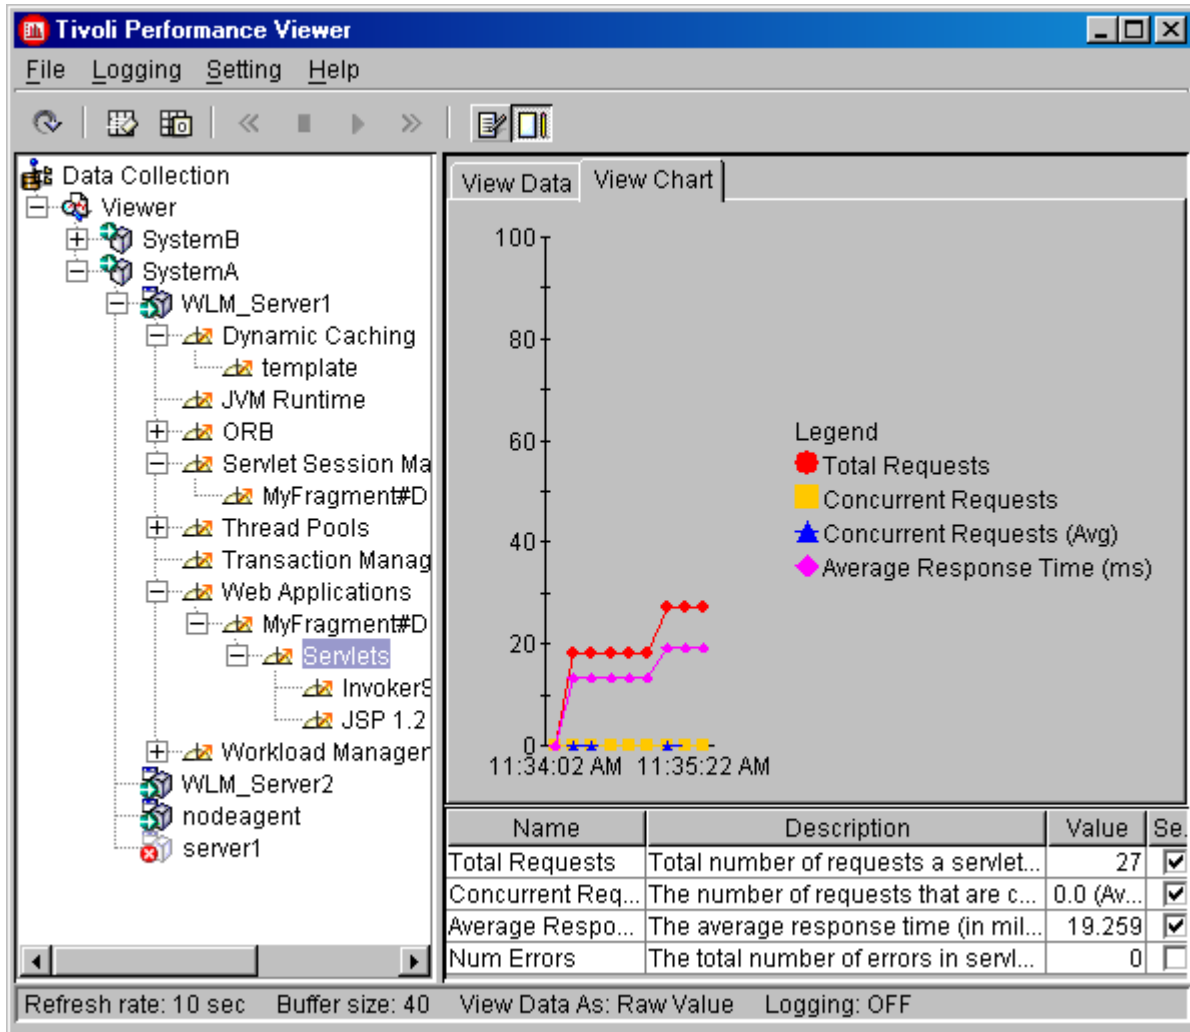 Tivoli Performance Viewer
File Logging Setting Help
Data Collection
Viewer
SystemB
SystemA
WLM_Server1
Dynamic Caching
template
JVM Runtime
ORB
Servlet Session Ma
MyFragment#D
Thread Pools
Transaction Manag
Web Applications
MyFragment#D
Servlets
InvokerS
JSP 1.2
Workload Manager
WLM_Server2
nodeagent
server1
View Data View Chart
100
80
60
40
20
0
11:34:02 AM 11:35:22 AM
Legend
Total Requests
Concurrent Requests
Concurrent Requests (Avg)
Average Response Time (ms)
Name Description Value Se.
Total Requests Total number of requests a servlet... 27
Concurrent Req... The number of requests that are c... 0.0 (Av...
Average Respo... The average response time (in mil... 19.259
Num Errors The total number of errors in servl... 0
Refresh rate: 10 sec Buffer size: 40 View Data As: Raw Value Logging: OFF